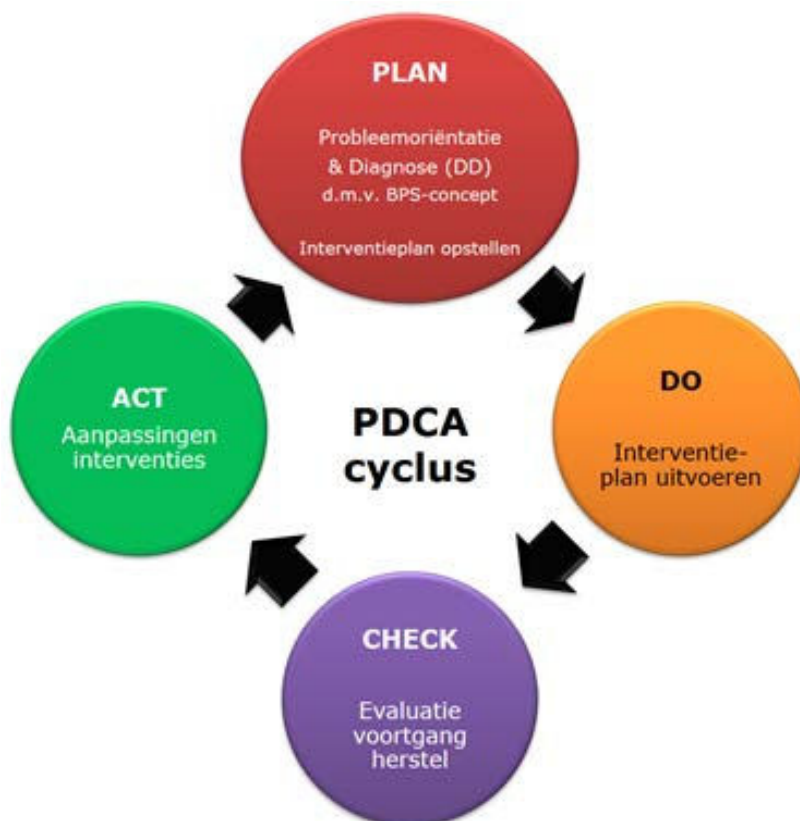 PLAN
Probleemoriëntatie
& Diagnose (DD)
d.m.v. BPS-concept
Interventieplan opstellen
DO
Interventie-
plan uitvoeren
CHECK
Evaluatie
voortgang
herstel
ACT
Aanpassingen
interventies
PDCA
cyclus